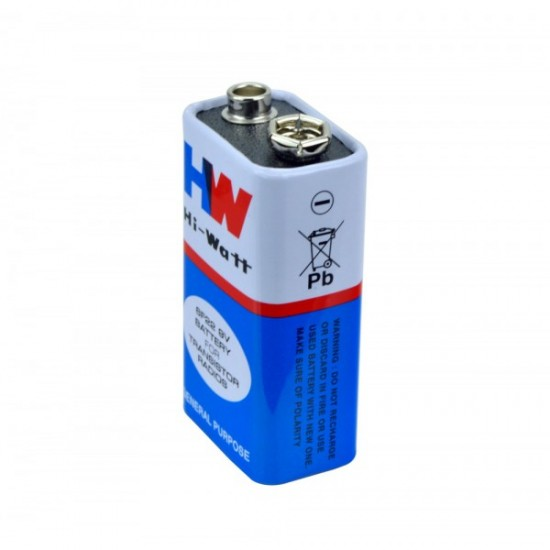 HW
Hi-Watt
6F22 9V
BATTERY
FOR
TRANSISTOR
RADIOS
GENERAL PURPOSE
Pb
WARNING : DO NOT RECHARGE
OR DISCARD IN FIRE OR USE
USED BATTERY WITH NEW ONE.
MAKE SURE OF POLARITY